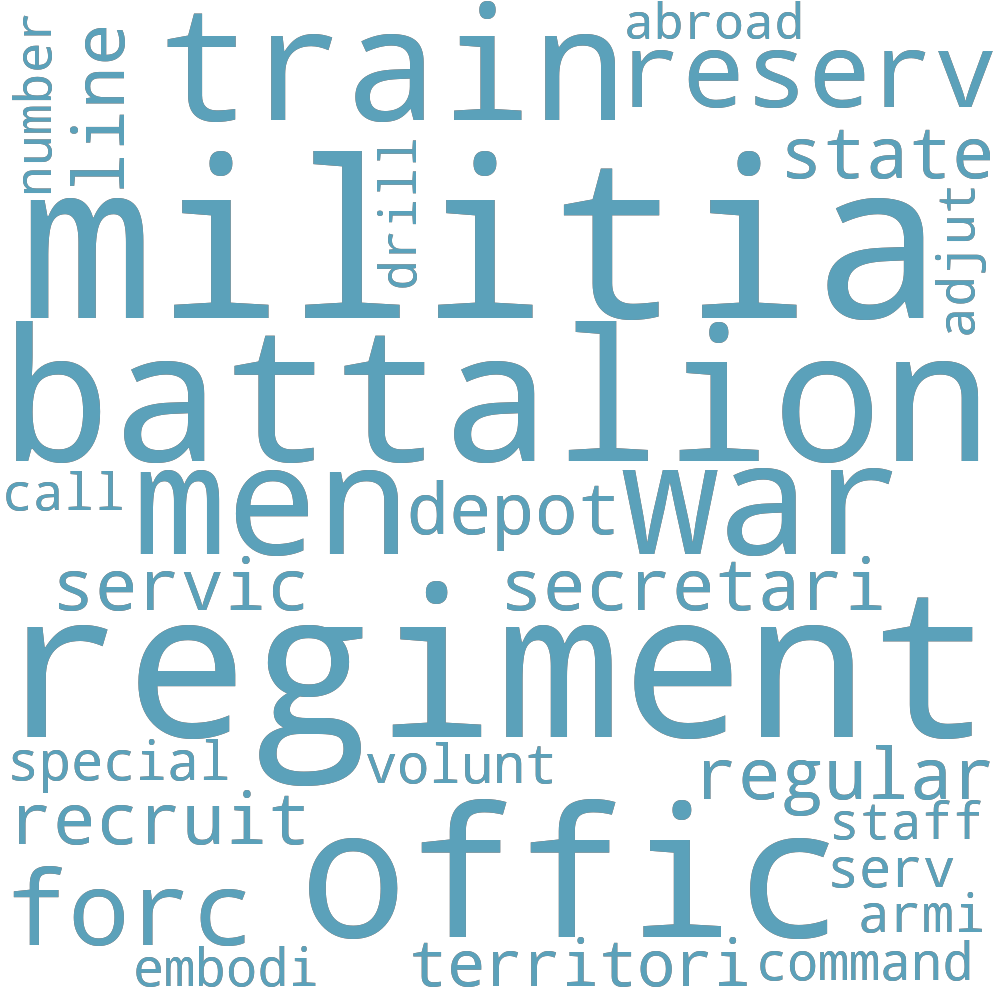 abroad
train
reserv
number
line
state
drill
militia
adjut
battalion
call
men
depot
war
servic
secretari
regiment
special
volunt
regular
recruit
staff
offic
serv
forc
armi
embodi
territori
command